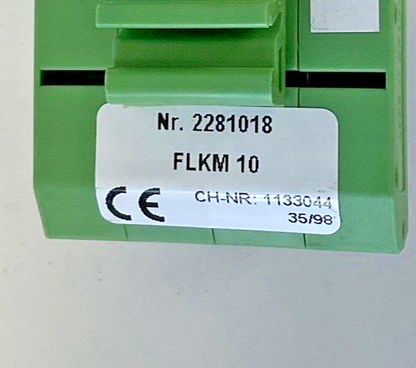 Nr. 2281018
FLKM 10
CE CH-NR: 1133044
35/98